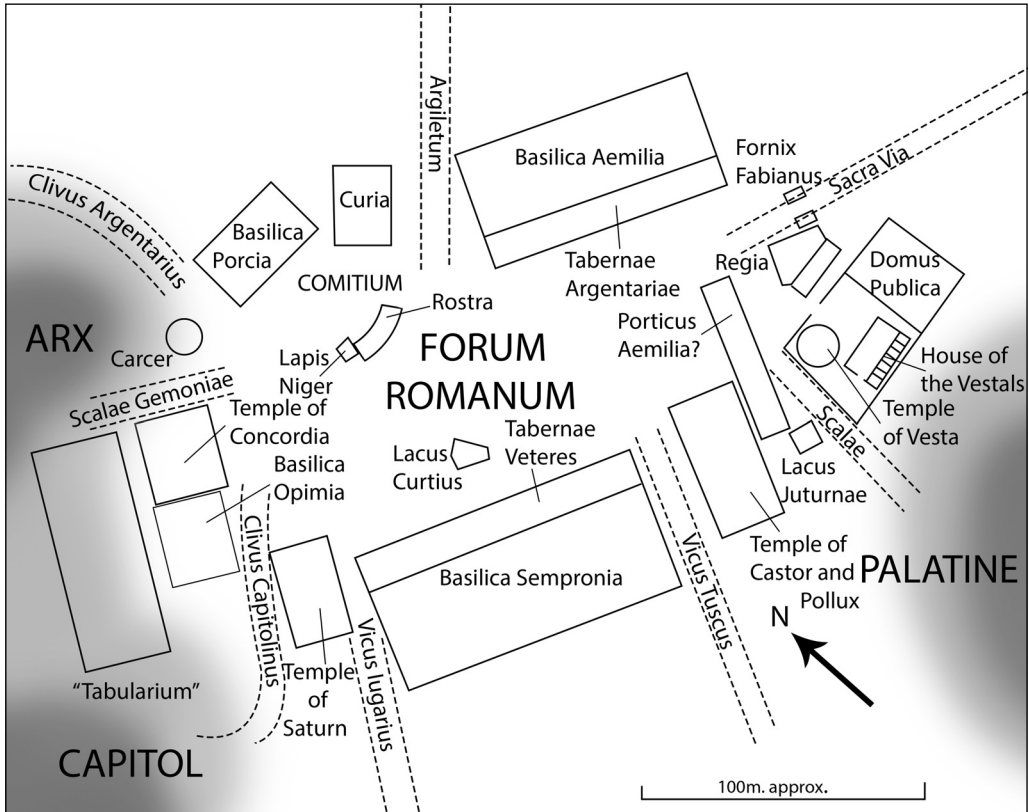 Argiletum
Basilica Aemilia
Fornix
Fabianus
Sacra Via
Clivus Argentarius
Curia
Basilica
Porcia
COMITIUM
Rostra
Tabernae
Argentariae
Regia
Domus
Publica
ARX
Carcer
Lapis
Niger
FORUM
ROMANUM
Porticus
Aemilia?
House of
the Vestals
Scalae Gemoniae
Temple of
Concordia
Basilica
Opimia
Lacus
Curtius
Tabernae
Veteres
Scalae
Temple
of Vesta
Lacus
Juturnae
Clivus Capitolinus
Basilica Sempronia
Vicus Tuscus
Temple of
Castor and
Pollux
PALATINE
N
"Tabularium"
Temple
of
Saturn
Vicus Iugarius
CAPITOL
100m. approx.